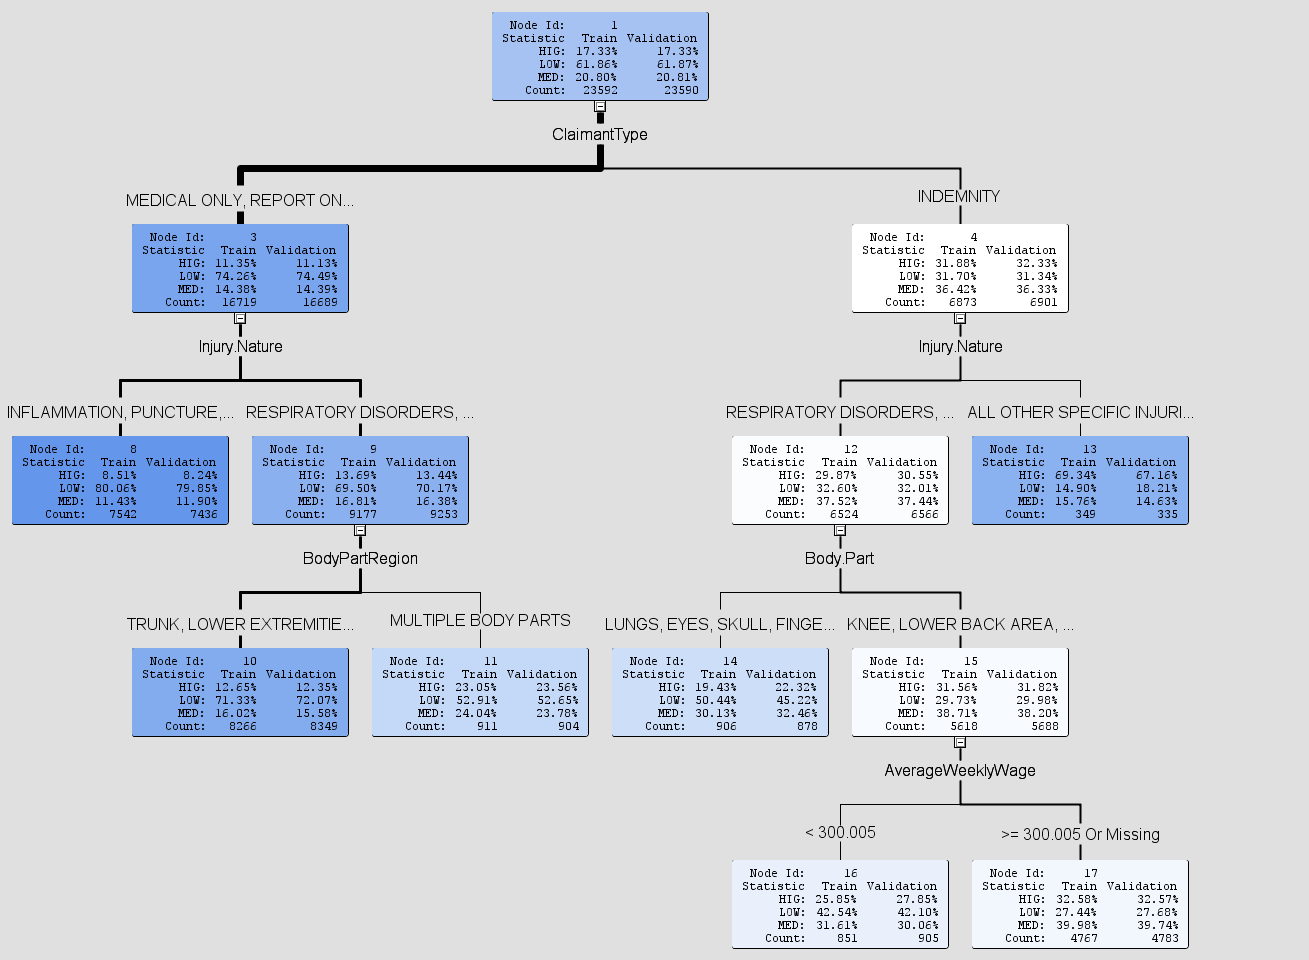 Node Id: 1
Statistic Train Validation
HIG: 17.33% 17.33%
LOW: 61.86% 61.87%
MED: 20.80% 20.81%
Count: 23592 23590
ClaimantType
MEDICAL ONLY, REPORT ON...
INDEMNITY
Node Id: 3
Statistic Train Validation
HIG: 11.35% 11.13%
LOW: 74.26% 74.49%
MED: 14.38% 14.39%
Count: 16719 16689
Node Id: 4
Statistic Train Validation
HIG: 31.88% 32.33%
LOW: 31.70% 31.34%
MED: 36.42% 36.33%
Count: 6873 6901
Injury.Nature
Injury.Nature
INFLAMMATION, PUNCTURE,...
RESPIRATORY DISORDERS, ...
RESPIRATORY DISORDERS, ...
ALL OTHER SPECIFIC INJURI...
Node Id: 8
Statistic Train Validation
HIG: 8.51% 8.24%
LOW: 80.06% 79.85%
MED: 11.43% 11.90%
Count: 7542 7436
Node Id: 9
Statistic Train Validation
HIG: 13.69% 13.44%
LOW: 69.50% 70.17%
MED: 16.81% 16.38%
Count: 9177 9253
Node Id: 12
Statistic Train Validation
HIG: 29.87% 30.55%
LOW: 32.60% 32.01%
MED: 37.52% 37.44%
Count: 6524 6566
Node Id: 13
Statistic Train Validation
HIG: 69.34% 67.16%
LOW: 14.90% 18.21%
MED: 15.76% 14.63%
Count: 349 335
BodyPartRegion
Body.Part
TRUNK, LOWER EXTREMITIE...
MULTIPLE BODY PARTS
LUNGS, EYES, SKULL, FINGE...
KNEE, LOWER BACK AREA, ...
Node Id: 10
Statistic Train Validation
HIG: 12.65% 12.35%
LOW: 71.33% 72.07%
MED: 16.02% 15.58%
Count: 8266 8349
Node Id: 11
Statistic Train Validation
HIG: 23.05% 23.56%
LOW: 52.91% 52.65%
MED: 24.04% 23.78%
Count: 911 904
Node Id: 14
Statistic Train Validation
HIG: 19.43% 22.32%
LOW: 50.44% 45.22%
MED: 30.13% 32.46%
Count: 906 878
Node Id: 15
Statistic Train Validation
HIG: 31.56% 31.82%
LOW: 29.73% 29.98%
MED: 38.71% 38.20%
Count: 5618 5688
AverageWeeklyWage
< 300.005
>= 300.005 Or Missing
Node Id: 16
Statistic Train Validation
HIG: 25.85% 27.85%
LOW: 42.54% 42.10%
MED: 31.61% 30.06%
Count: 851 905
Node Id: 17
Statistic Train Validation
HIG: 32.58% 32.57%
LOW: 27.44% 27.68%
MED: 39.98% 39.74%
Count: 4767 4783